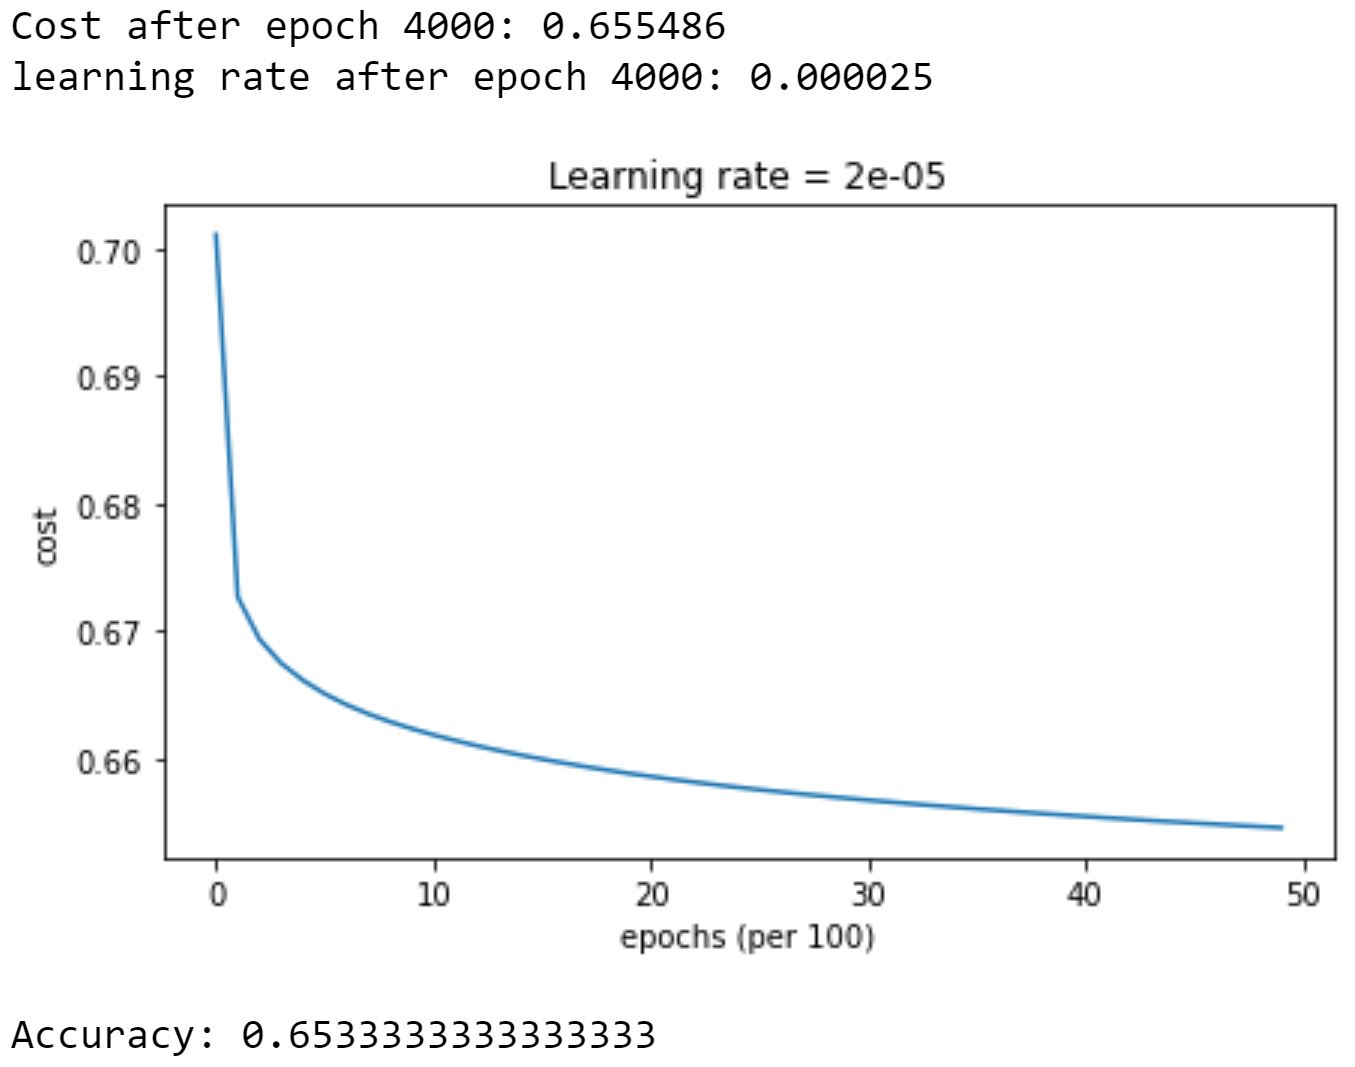 Cost after epoch 4000: 0.655486
learning rate after epoch 4000: 0.000025
Learning rate = 2e-05
0.70
0.69
0.68
0.67
0.66
cost
0 10 20 30 40 50
epochs (per 100)
Accuracy: 0.6533333333333333